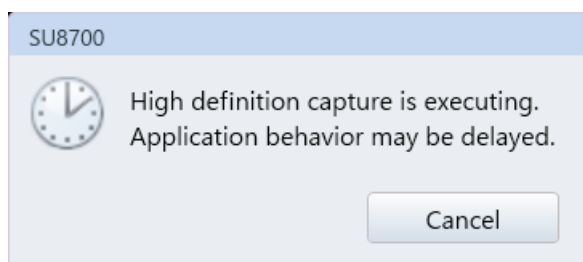 SU8700
High definition capture is executing.
Application behavior may be delayed.
Cancel